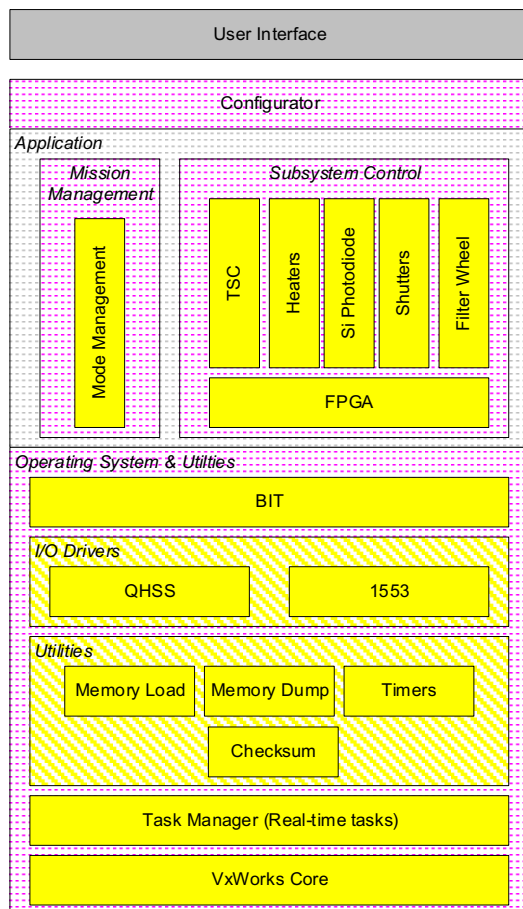 User Interface
Configurator
Application
Mission
Management
Mode Management
Subsystem Control
TSC
Heaters
Si Photodiode
Shutters
Filter Wheel
FPGA
Operating System & Utilties
BIT
I/O Drivers
QHSS
1553
Utilities
Memory Load
Memory Dump
Timers
Checksum
Task Manager (Real-time tasks)
VxWorks Core